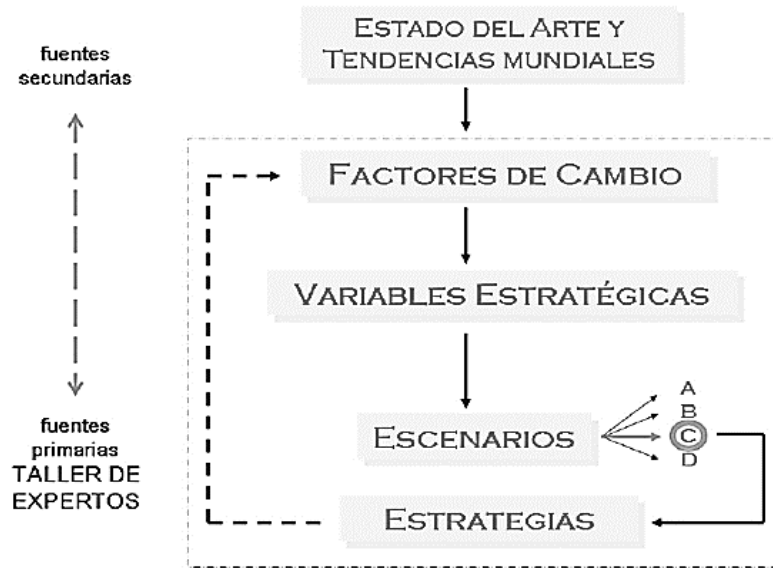 ESTADO DEL ARTE Y
TENDENCIAS MUNDIALES
fuentes
secundarias
FACTORES DE CAMBIO
VARIABLES ESTRATÉGICAS
A
B
ESCENARIOS
C
D
fuentes
primarias
TALLER DE
EXPERTOS
ESTRATEGIAS